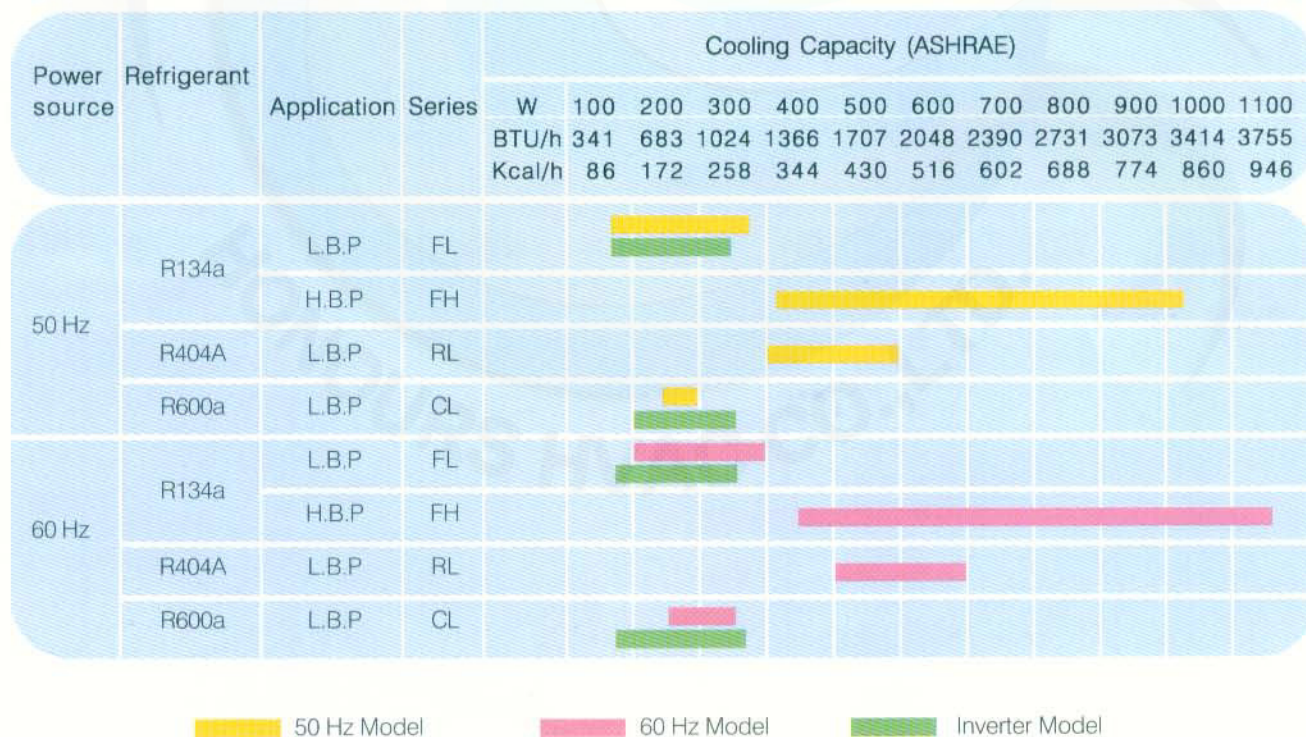 Cooling Capacity (ASHRAE)
Power source Refrigerant Application Series
W 100 200 300 400 500 600 700 800 900 1000 1100
BTU/h 341 683 1024 1366 1707 2048 2390 2731 3073 3414 3755
Kcal/h 86 172 258 344 430 516 602 688 774 860 946
50 Hz
R134a L.B.P FL
H.B.P FH
R404A L.B.P RL
R600a L.B.P CL
60 Hz
R134a L.B.P FL
H.B.P FH
R404A L.B.P RL
R600a L.B.P CL
50 Hz Model 60 Hz Model Inverter Model